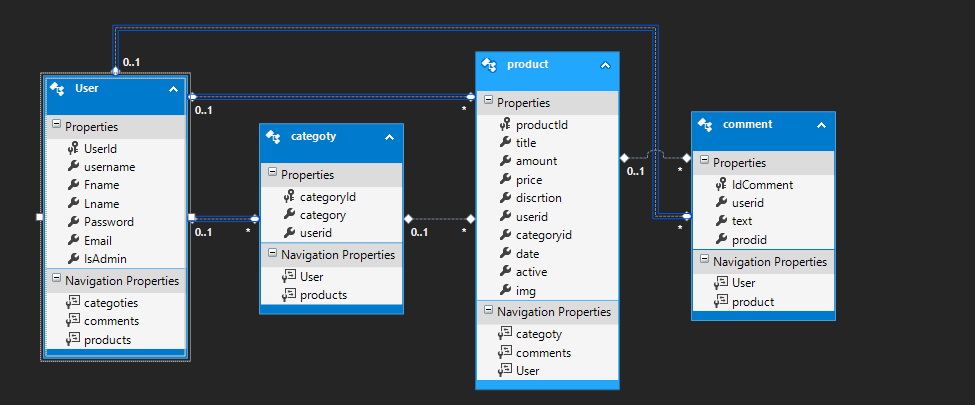 User
Properties
UserId
username
Fname
Lname
Password
Email
IsAdmin
Navigation Properties
categoties
comments
products
0..1
0..1
*
0..1
*
categoty
Properties
categoryId
category
userid
Navigation Properties
User
products
0..1
*
product
Properties
productId
title
amount
price
discrtion
userid
categoryid
date
active
img
Navigation Properties
categoty
comments
User
0..1
*
*
comment
Properties
IdComment
userid
text
prodid
Navigation Properties
User
product